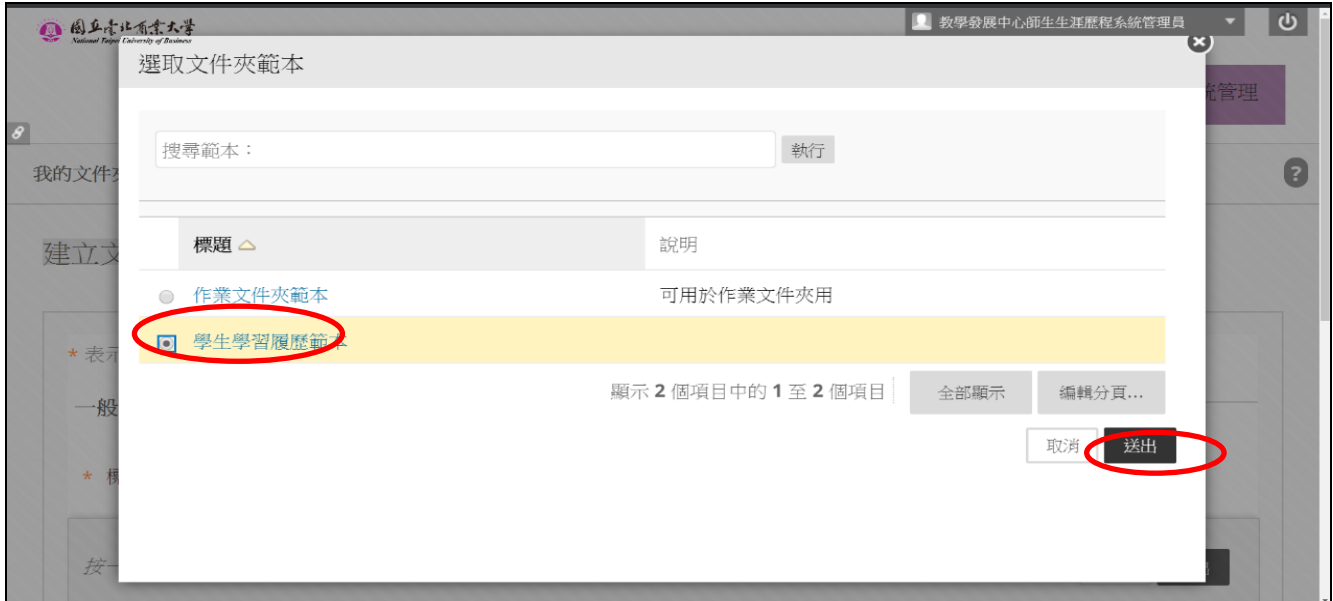 國立臺北商業大學
National Taipei University of Business
教學發展中心師生生涯歷程系統管理員
選取文件夾範本
統管理
搜尋範本：
執行
我的文件夾
?
標題
說明
建立文
作業文件夾範本
可用於作業文件夾用
學生學習履歷範本
* 表示
顯示 2 個項目中的 1 至 2 個項目
全部顯示
編輯分頁...
一般
取消
送出
* 標
按一